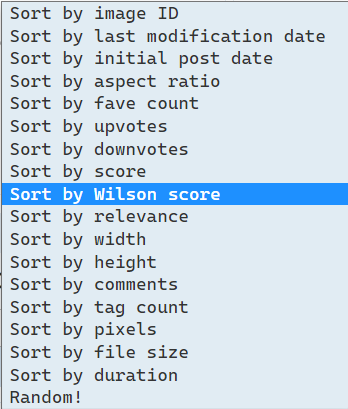 Sort by image ID
Sort by last modification date
Sort by initial post date
Sort by aspect ratio
Sort by fave count
Sort by upvotes
Sort by downvotes
Sort by score
Sort by Wilson score
Sort by relevance
Sort by width
Sort by height
Sort by comments
Sort by tag count
Sort by pixels
Sort by file size
Sort by duration
Random!